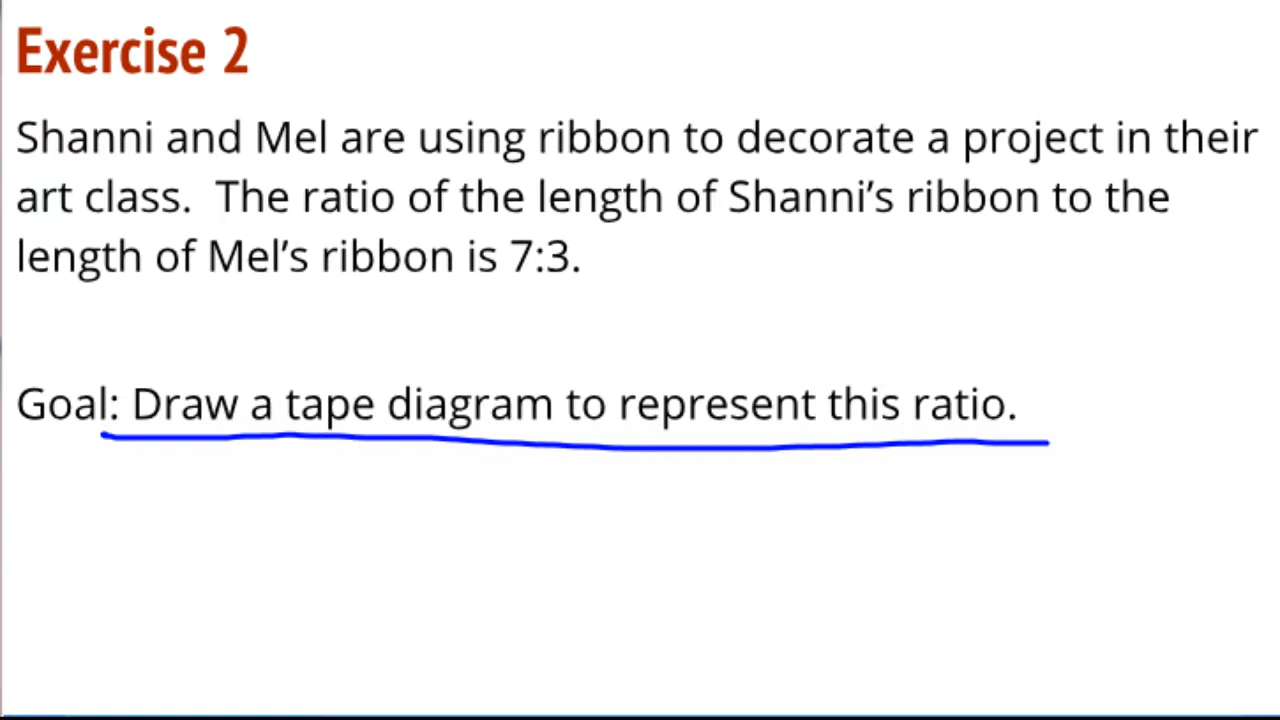 Exercise 2
Shanni and Mel are using ribbon to decorate a project in their
art class.  The ratio of the length of Shanni’s ribbon to the
length of Mel’s ribbon is 7:3.
Goal: Draw a tape diagram to represent this ratio.